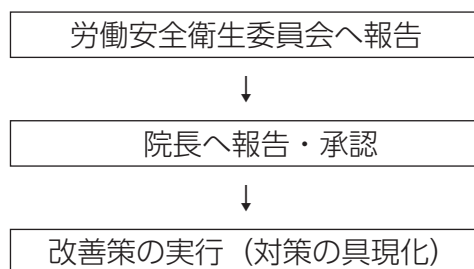 労働安全衛生委員会へ報告
↓
院長へ報告・承認
↓
改善策の実行（対策の具現化）